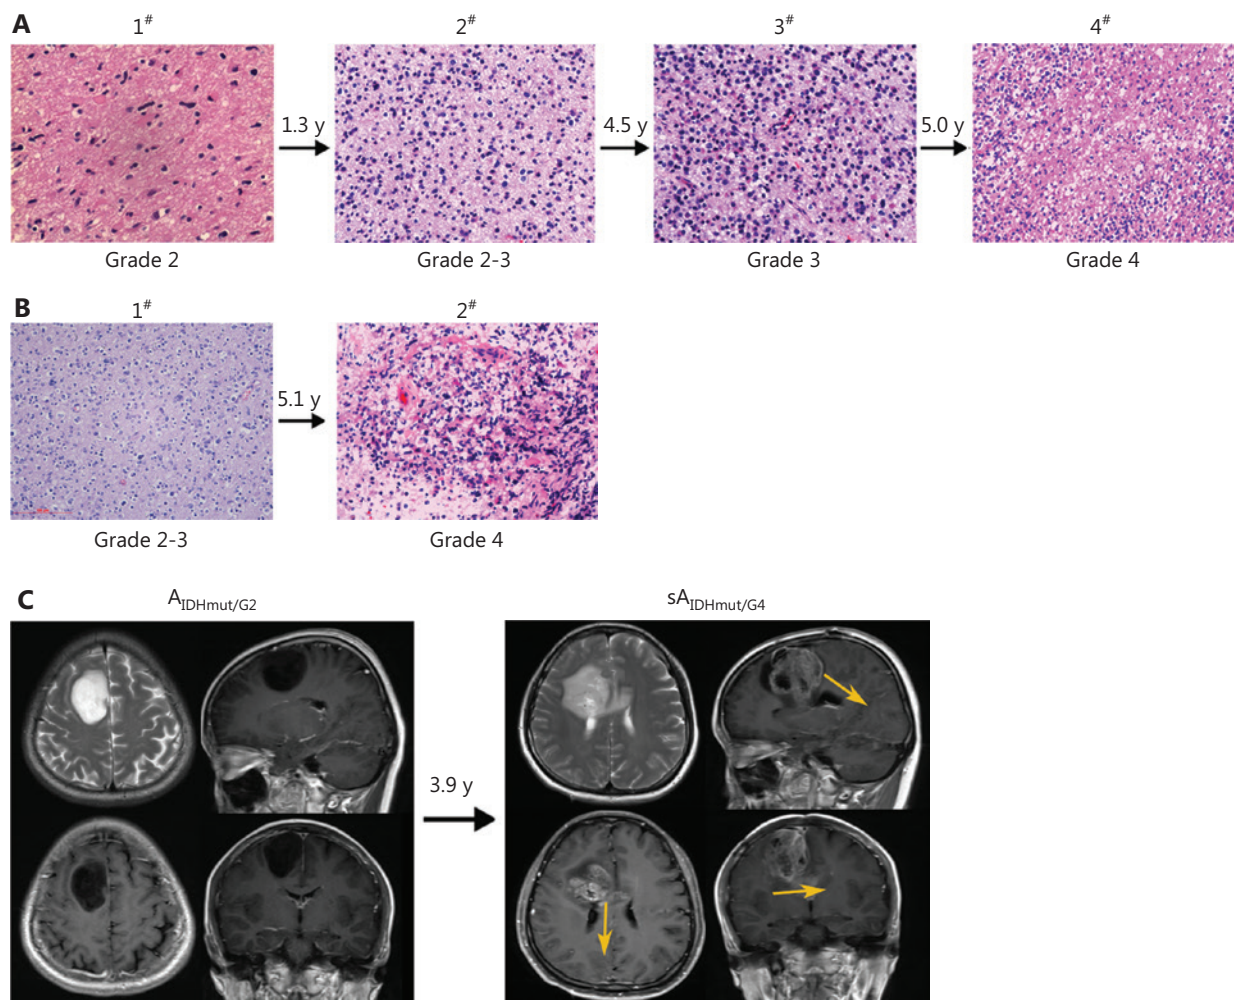 A
1# 2# 3# 4#
1.3 y 4.5 y 5.0 y
Grade 2 Grade 2-3 Grade 3 Grade 4
B
1# 2#
5.1 y
Grade 2-3 Grade 4
C
AIDHmut/G2 sAIDHmut/G4
3.9 y